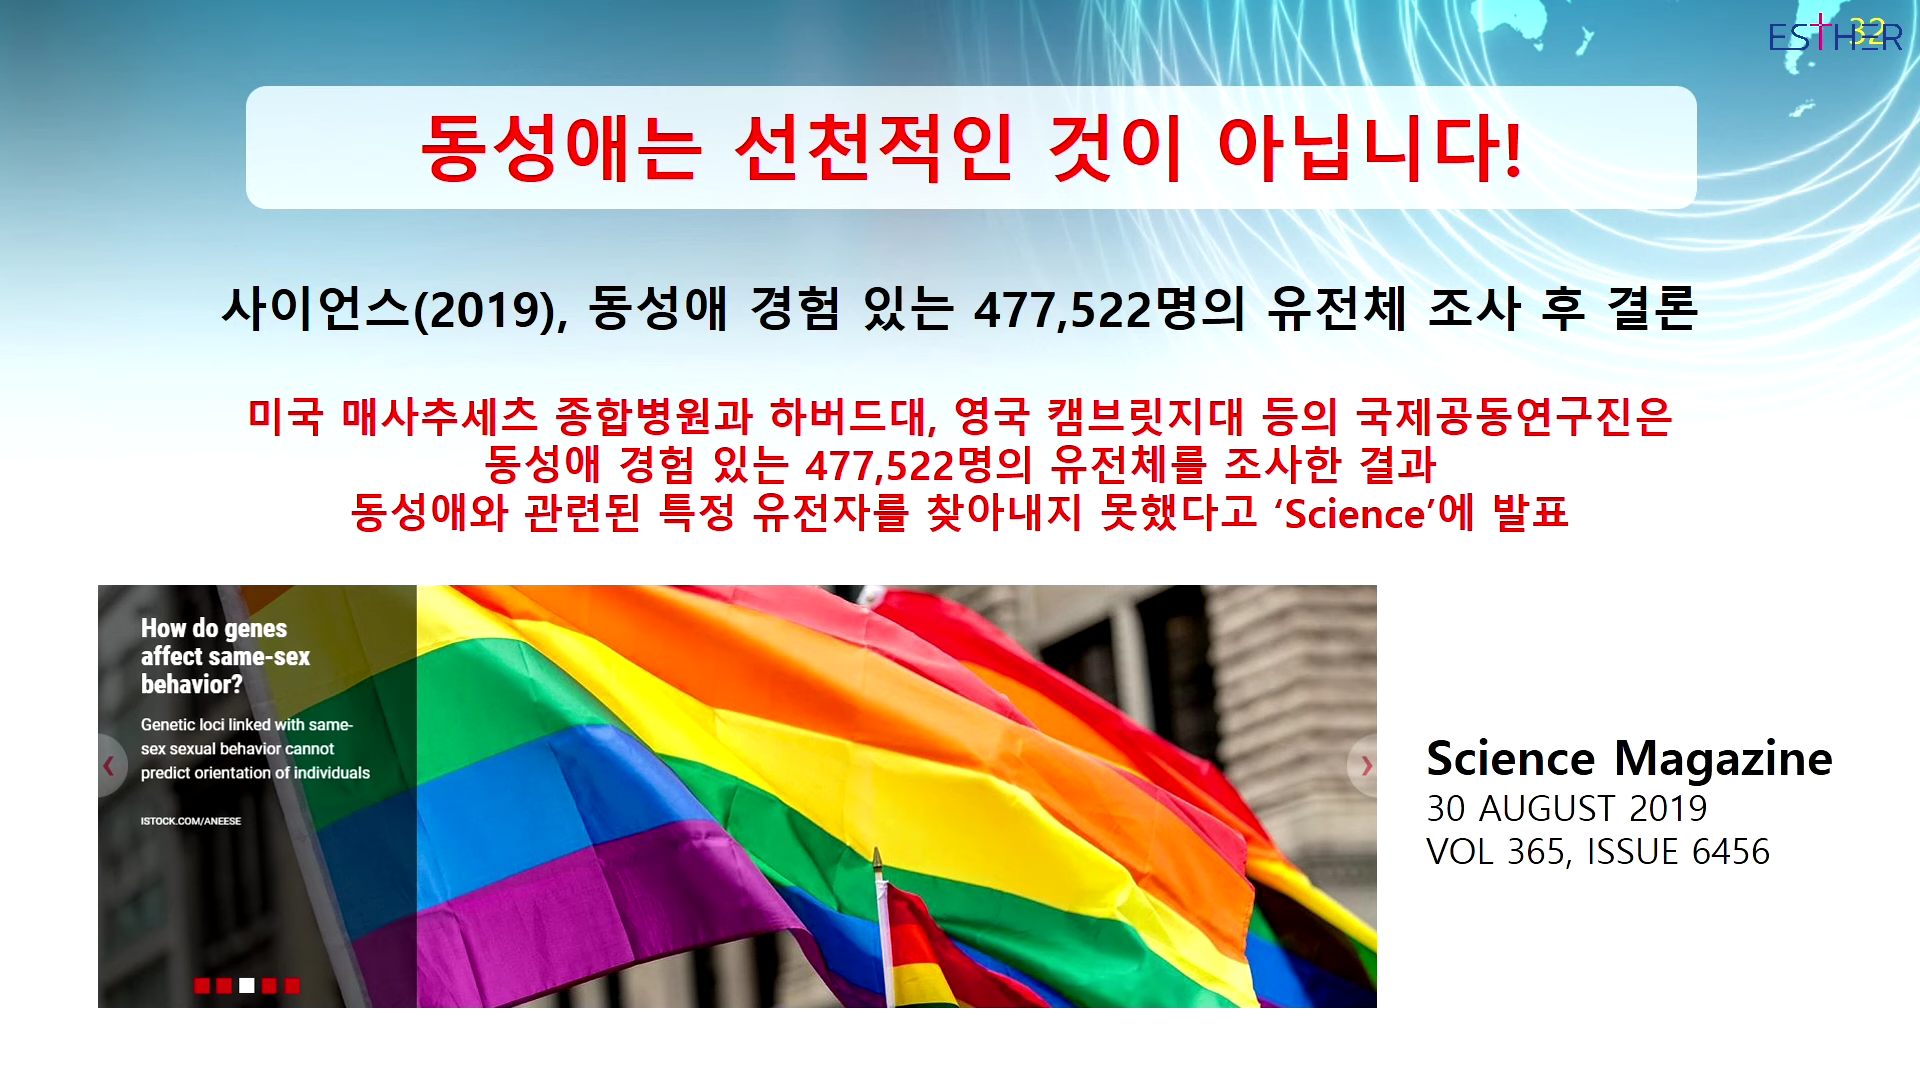 ESTHER
32
동성애는 선천적인 것이 아닙니다!
사이언스(2019), 동성애 경험 있는 477,522명의 유전체 조사 후 결론
미국 매사추세츠 종합병원과 하버드대, 영국 캠브릿지대 등의 국제공동연구진은
동성애 경험 있는 477,522명의 유전체를 조사한 결과
동성애와 관련된 특정 유전자를 찾아내지 못했다고 ‘Science’에 발표
How do genes
affect same-sex
behavior?
Genetic loci linked with same-
sex sexual behavior cannot
predict orientation of individuals
ISTOCK.COM/ANEESE
Science Magazine
30 AUGUST 2019
VOL 365, ISSUE 6456